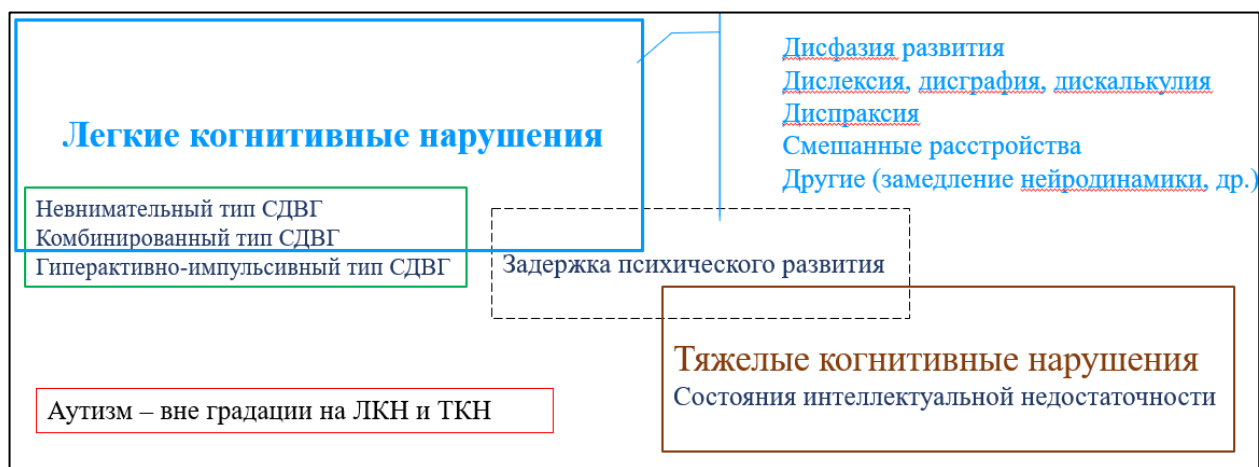 Легкие когнитивные нарушения
Невнимательный тип СДВГ
Комбинированный тип СДВГ
Гиперактивно-импульсивный тип СДВГ
Дисфазия развития
Дислексия, дисграфия, дискалькулия
Диспраксия
Смешанные расстройства
Другие (замедление нейродинамики, др.)
Задержка психического развития
Тяжелые когнитивные нарушения
Состояния интеллектуальной недостаточности
Аутизм – вне градации на ЛКН и ТКН